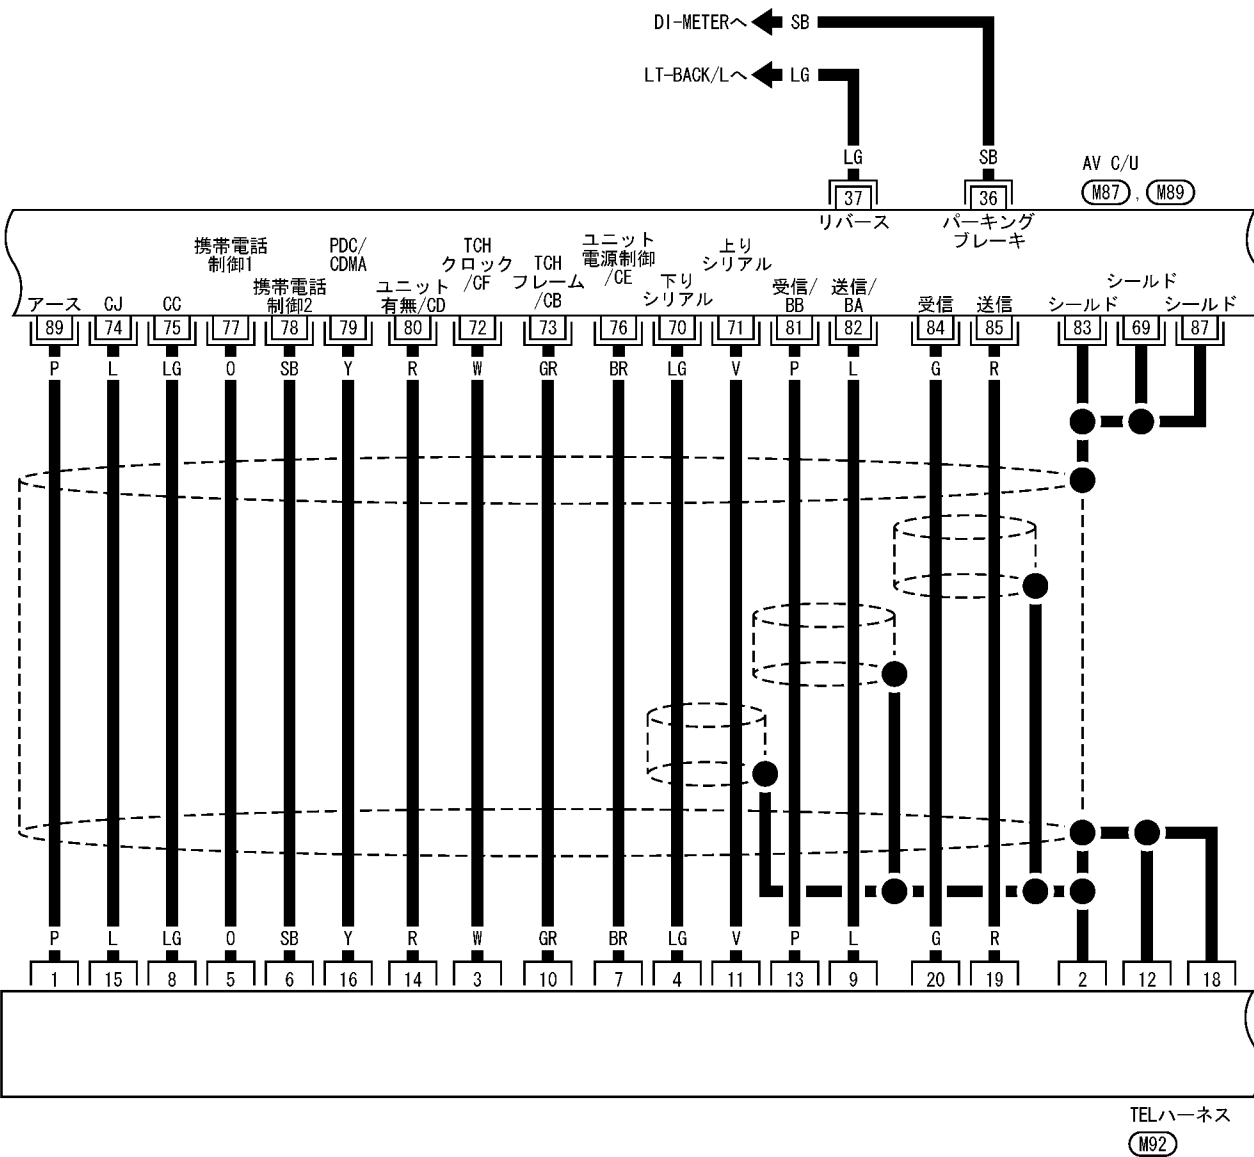 DI-METERへ SB
LT-BACK/Lへ LG
LG SB
AV C/U
M87 , M89
37 36
リバース パーキング
ブレーキ
アース
CJ
CC
携帯電話
制御1
携帯電話
制御2
PDC/
CDMA
ユニット
有無/CD
TCH
クロック
/CF
TCH
フレーム
/CB
ユニット
電源制御
/CE
下り
シリアル
上り
シリアル
受信/
BB
送信/
BA
受信
送信
シールド
シールド
シールド
89 74 75 77 78 79 80 72 73 76 70 71 81 82 84 85 83 69 87
P L LG O SB Y R W GR BR LG V P L G R
P L LG O SB Y R W GR BR LG V P L G R
1 15 8 5 6 16 14 3 10 7 4 11 13 9 20 19 2 12 18
TELハーネス
M92